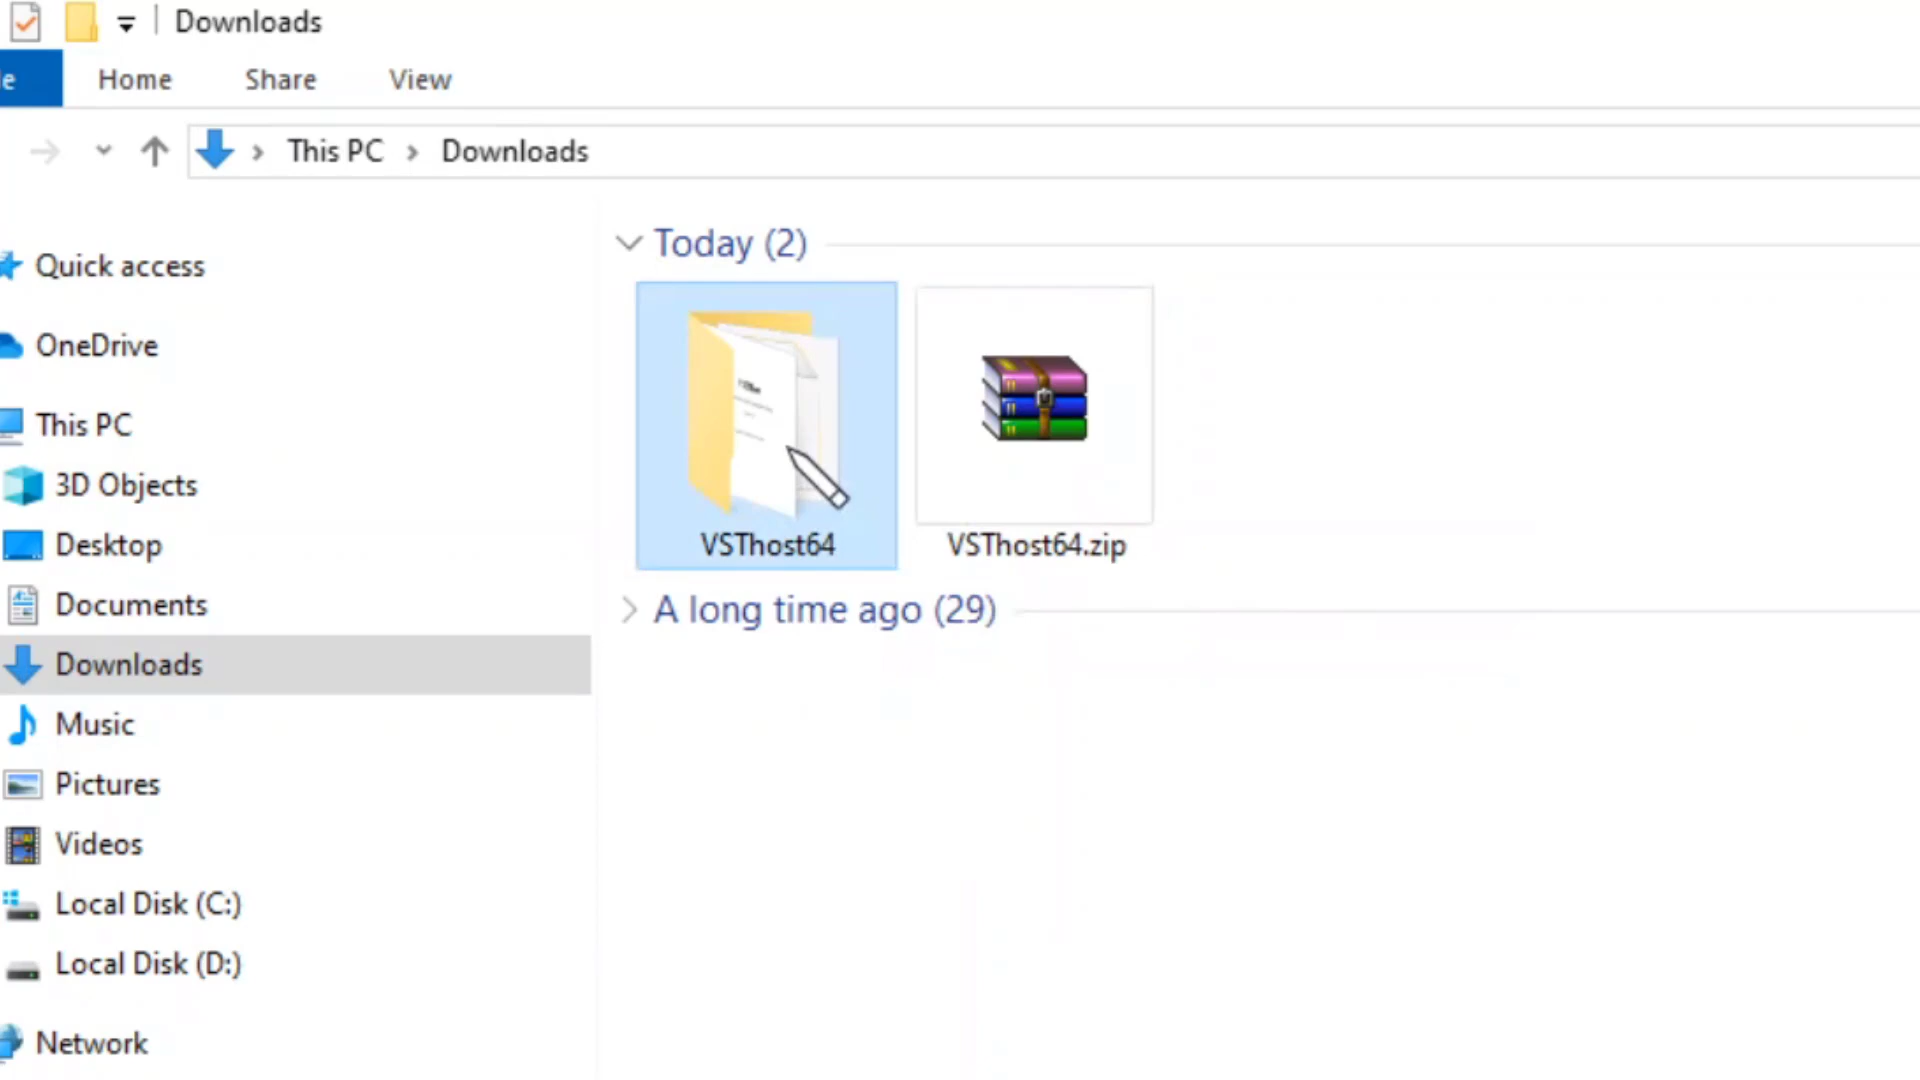 Downloads
le
Home
Share
View
This PC
Downloads
Quick access
OneDrive
This PC
3D Objects
Desktop
Documents
Downloads
Music
Pictures
Videos
Local Disk (C:)
Local Disk (D:)
Network
Today (2)
VSThost64
VSThost64.zip
A long time ago (29)